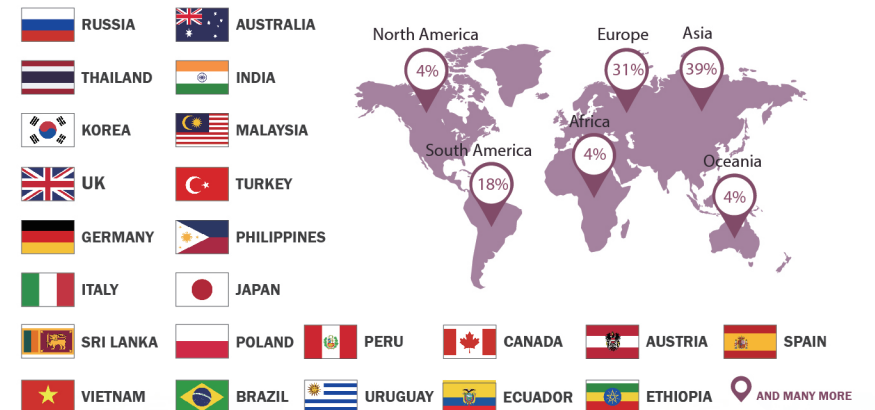 RUSSIA
AUSTRALIA
THAILAND
INDIA
KOREA
MALAYSIA
UK
TURKEY
GERMANY
PHILIPPINES
ITALY
JAPAN
North America
4%
Europe
31%
Asia
39%
Africa
4%
South America
18%
Oceania
4%
SRI LANKA
POLAND
PERU
CANADA
AUSTRIA
SPAIN
VIETNAM
BRAZIL
URUGUAY
ECUADOR
ETHIOPIA
AND MANY MORE